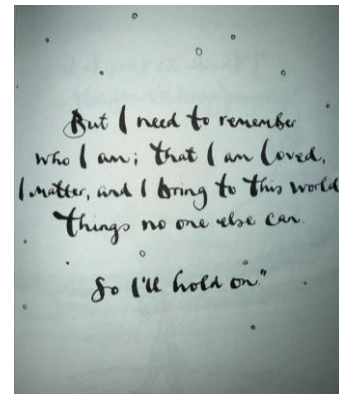 But I need to remember
who I am; that I am loved,
I matter, and I bring to this world
things no one else can.
So I'll hold on."